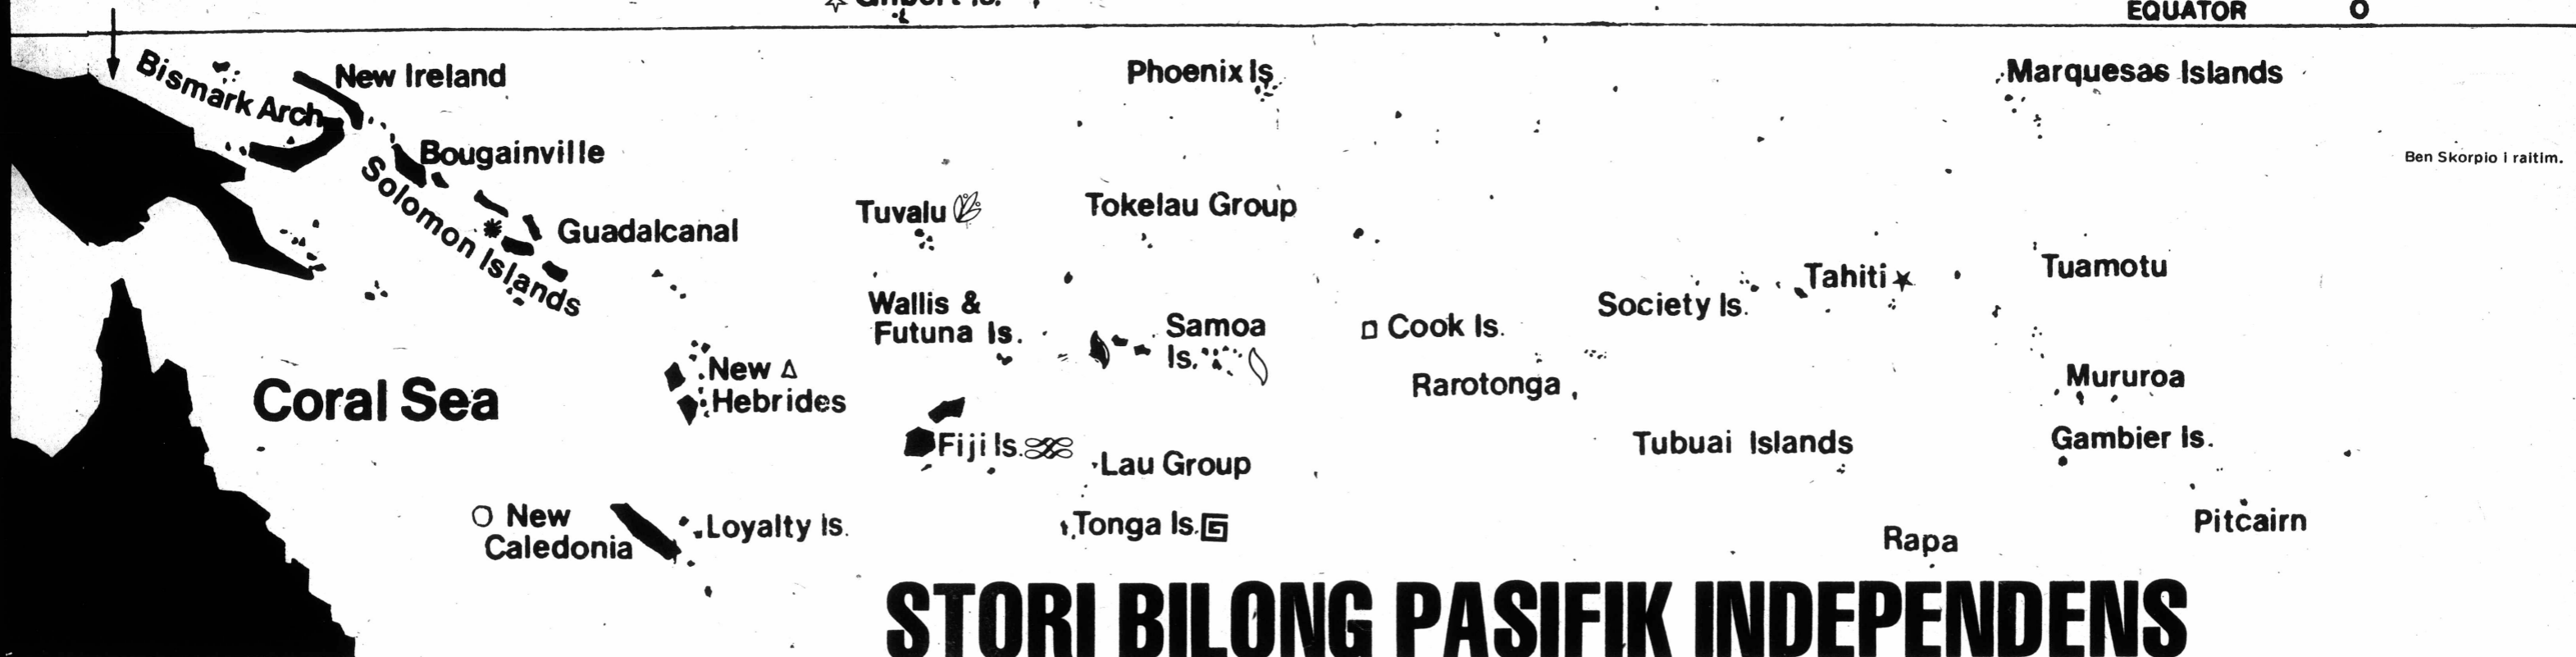 EQUATOR 0
Bismark Arch.
New Ireland
Phoenix Is.
Marquesas Islands
Bougainville
Ben Skorpio i raitim.
Solomon Islands
Guadalcanal
Tuvalu
Tokelau Group
Tahiti
Tuamotu
Wallis &
Futuna Is.
Samoa
Is.
Cook Is.
Society Is.
Coral Sea
New
Hebrides
Rarotonga
Mururoa
Fiji Is.
Lau Group
Tubuai Islands
Gambier Is.
New
Caledonia
Loyalty Is.
Tonga Is.
Rapa
Pitcairn
STORI BILONG PASIFIK INDEPENDENS